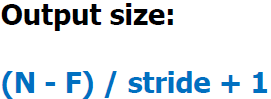 Output size:
(N - F) / stride + 1